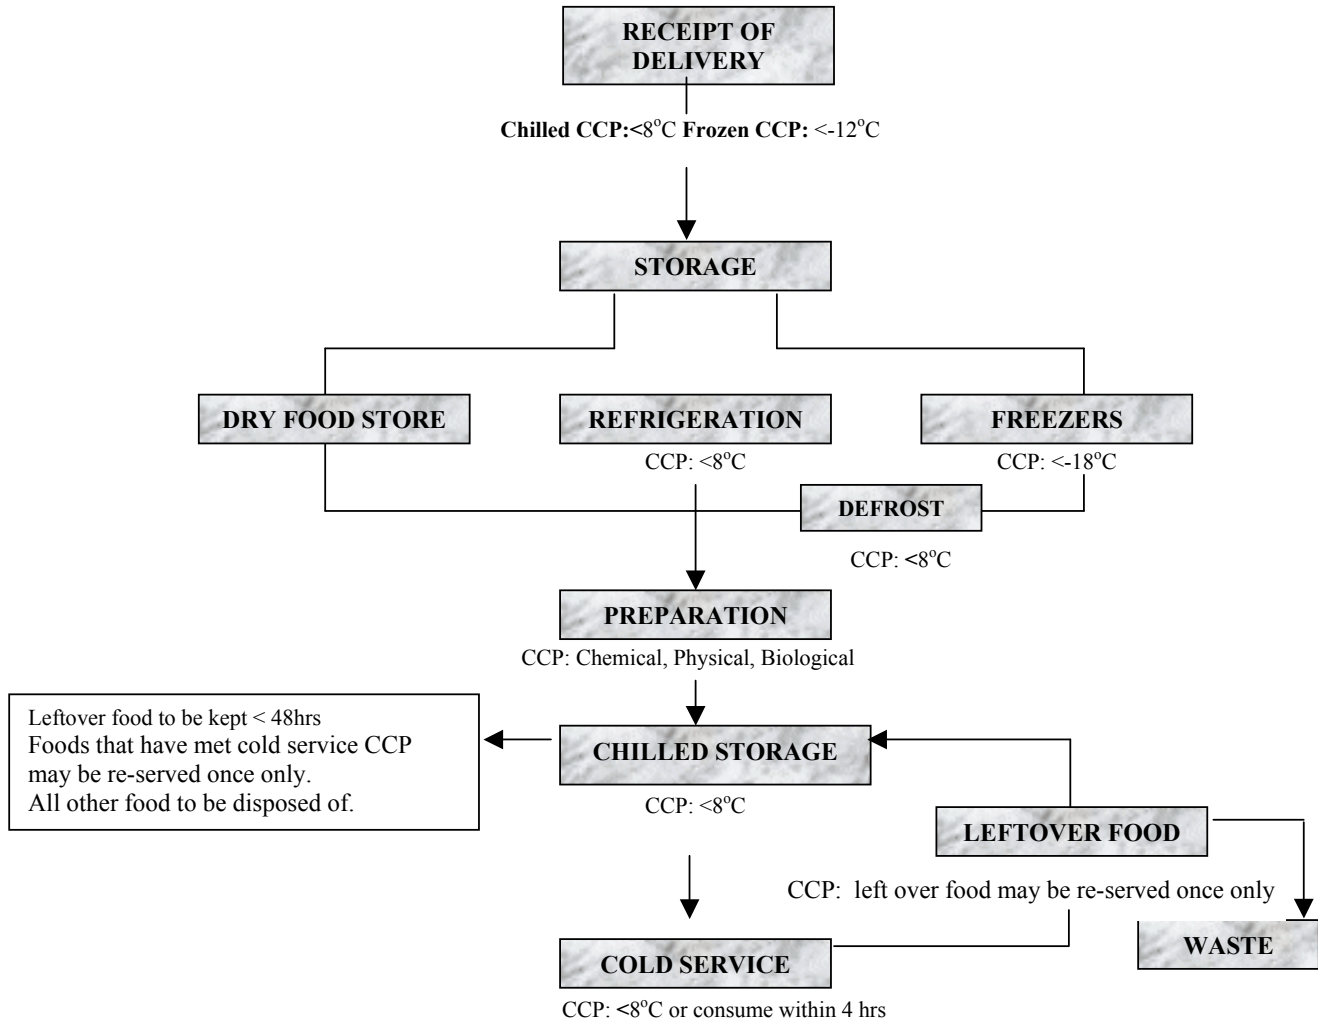 RECEIPT OF
DELIVERY
Chilled CCP:<8°C Frozen CCP: <-12°C
STORAGE
DRY FOOD STORE
REFRIGERATION
FREEZERS
CCP: <8°C
CCP: <-18°C
DEFROST
CCP: <8°C
PREPARATION
CCP: Chemical, Physical, Biological
Leftover food to be kept < 48hrs
Foods that have met cold service CCP
may be re-served once only.
All other food to be disposed of.
CHILLED STORAGE
CCP: <8°C
LEFTOVER FOOD
CCP: left over food may be re-served once only
WASTE
COLD SERVICE
CCP: <8°C or consume within 4 hrs